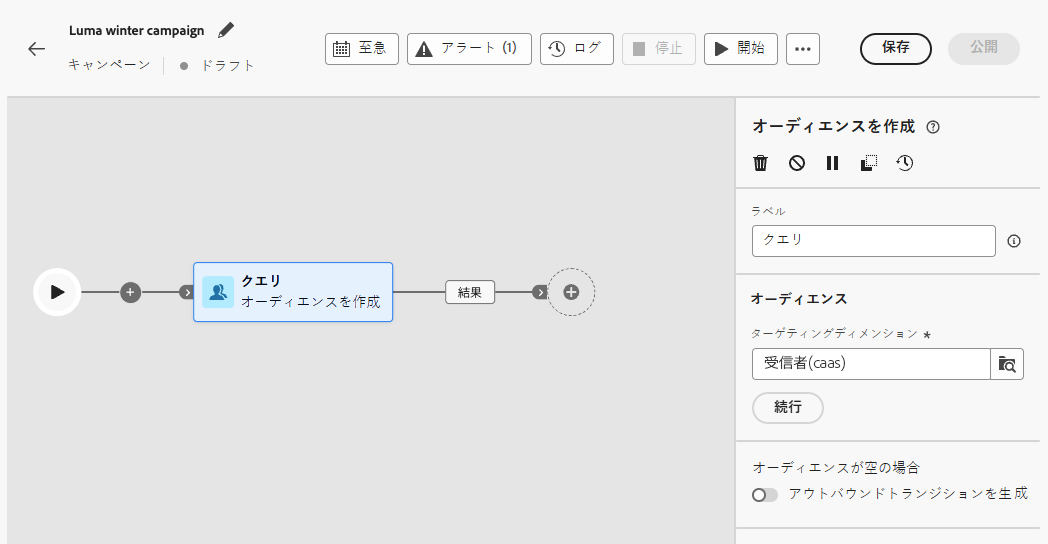 Luma winter campaign
キャンペーン
ドラフト
至急
アラート (1)
ログ
停止
開始
保存
公開
クエリ
オーディエンスを作成
結果
オーディエンスを作成
ラベル
クエリ
オーディエンス
ターゲティングディメンション *
受信者(caas)
続行
オーディエンスが空の場合
アウトバウンドトランジションを生成